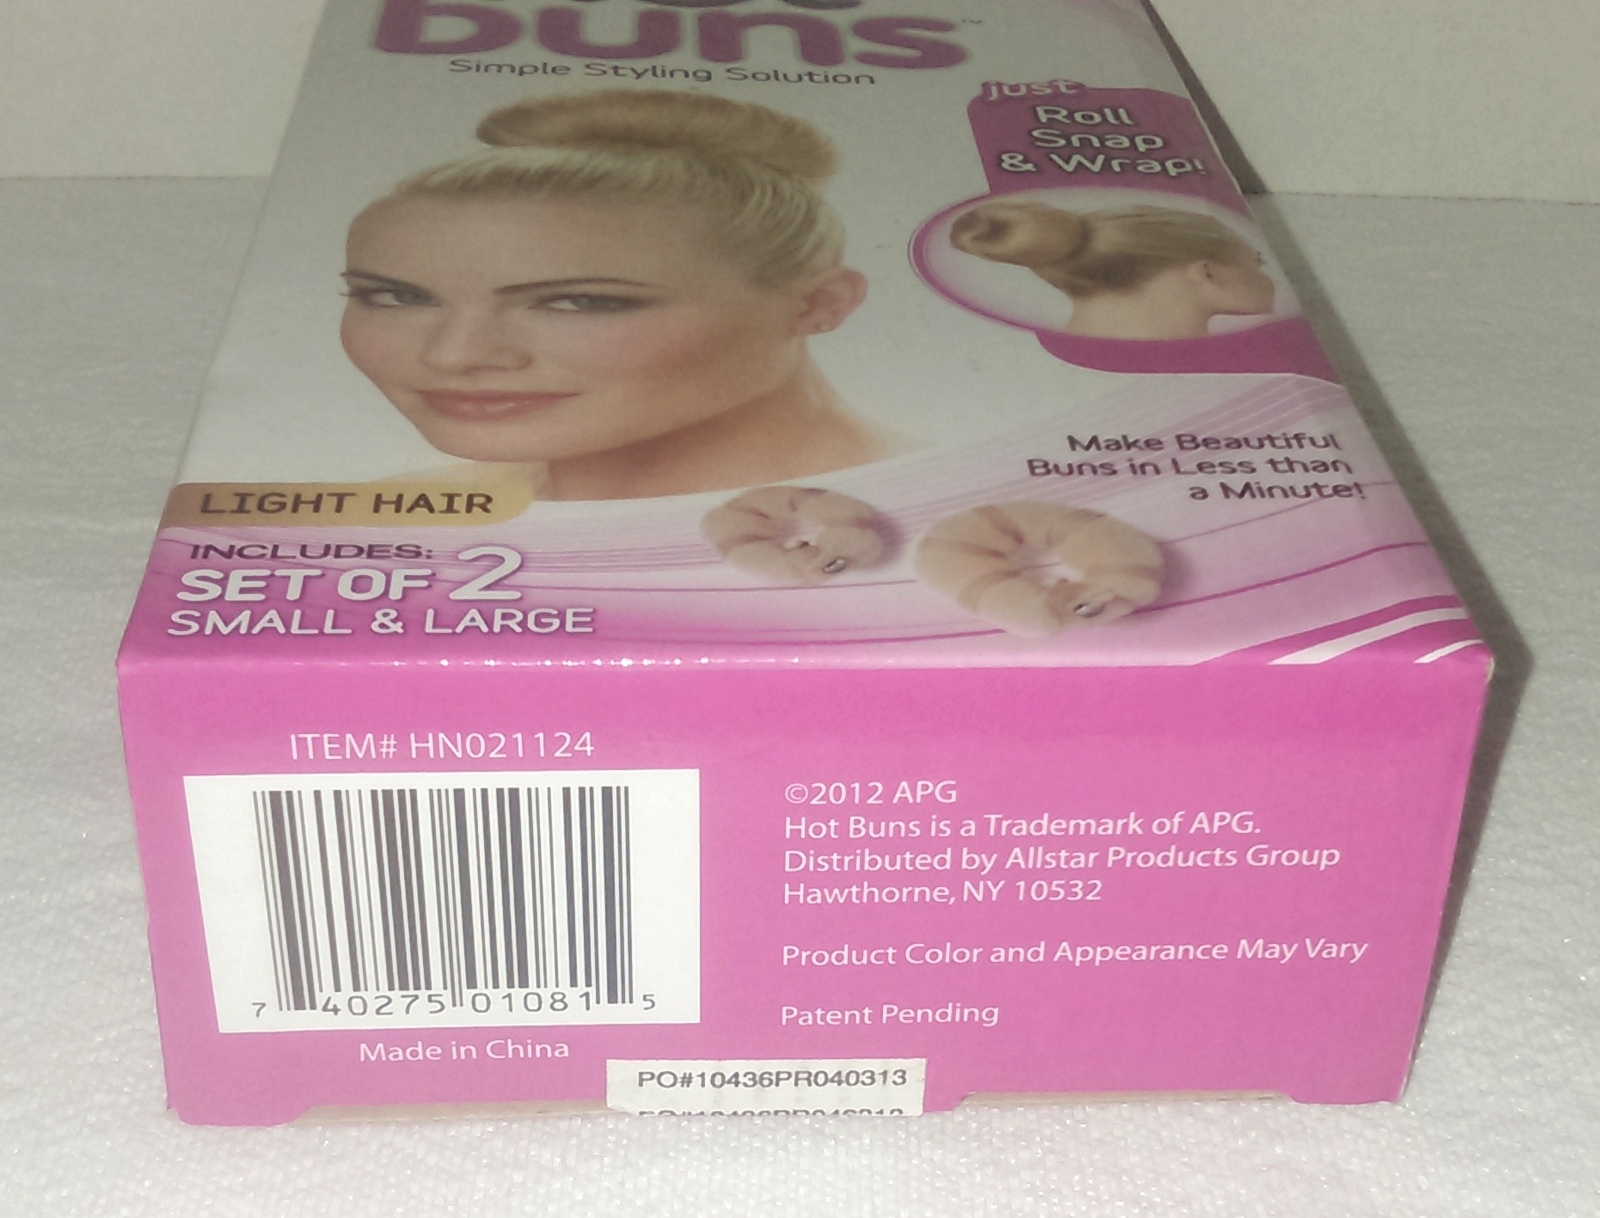 buns™
Simple Styling Solution
just
Roll
Snap
& Wrap!
Make Beautiful
Buns in Less than
a Minute!
LIGHT HAIR
INCLUDES:
SET OF 2
SMALL & LARGE
ITEM# HN021124
7 40275 01081 5
Made in China
©2012 APG
Hot Buns is a Trademark of APG.
Distributed by Allstar Products Group
Hawthorne, NY 10532
Product Color and Appearance May Vary
Patent Pending
PO#10436PR040313